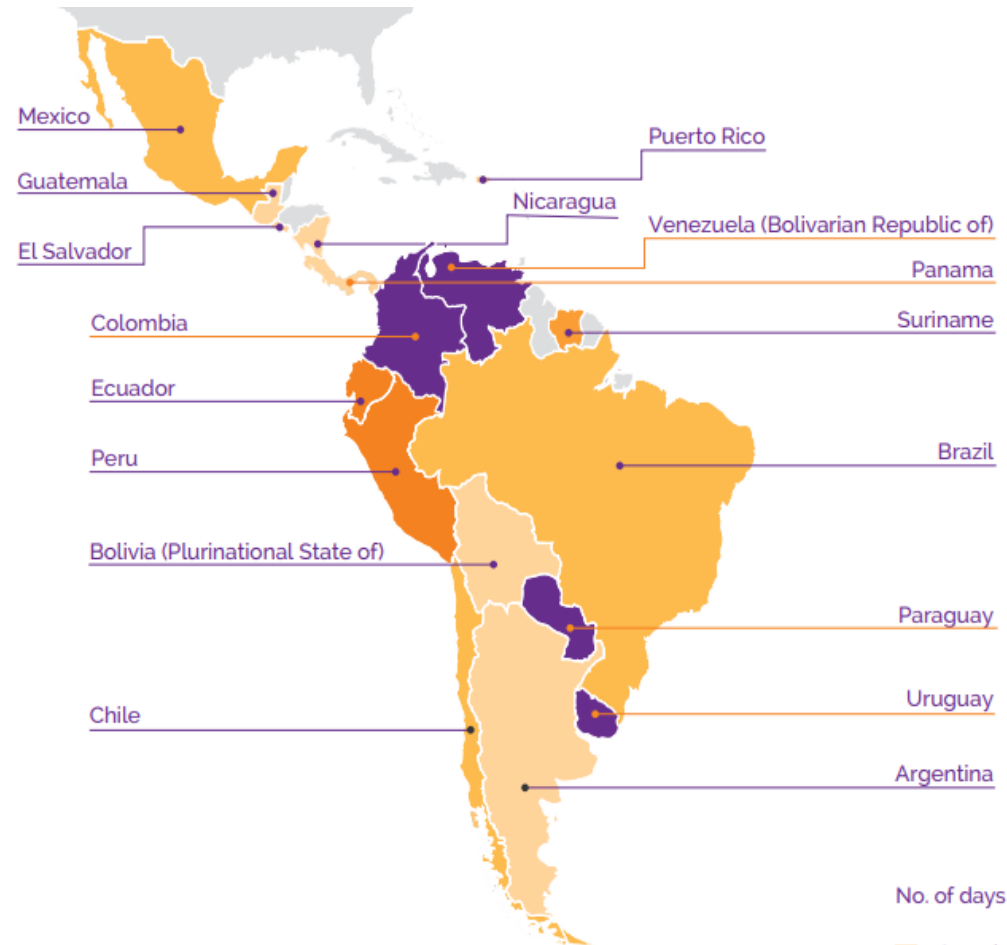 Mexico
Puerto Rico
Guatemala
Nicaragua
Venezuela (Bolivarian Republic of)
El Salvador
Panama
Colombia
Suriname
Ecuador
Peru
Brazil
Bolivia (Plurinational State of)
Paraguay
Uruguay
Chile
Argentina
No. of days